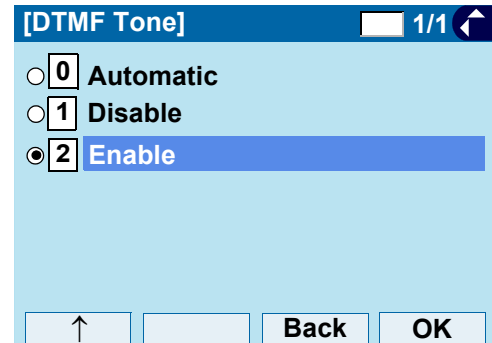 [DTMF Tone] 1/1
0 Automatic
1 Disable
2 Enable
↑ Back OK